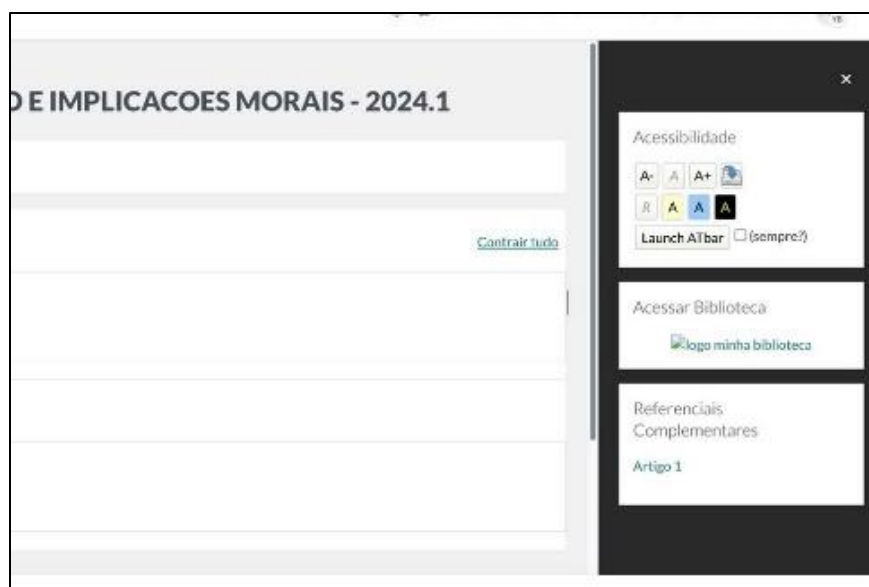 YB
O E IMPLICACOES MORAIS - 2024.1
×
Acessibilidade
A- A A+
R A A A
Launch ATbar (sempre?)
Contrair tudo
Acessar Biblioteca
logo minha biblioteca
Referenciais
Complementares
Artigo 1